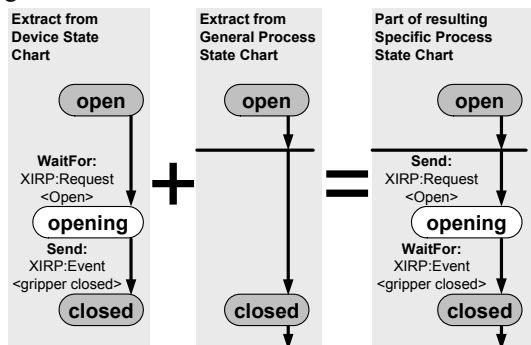 Extract from
Device State
Chart
open
WaitFor:
XIRP:Request
<Open>
opening
Send:
XIRP:Event
<gripper closed>
closed
+
Extract from
General Process
State Chart
open
closed
=
Part of resulting
Specific Process
State Chart
open
Send:
XIRP:Request
<Open>
opening
WaitFor:
XIRP:Event
<gripper closed>
closed